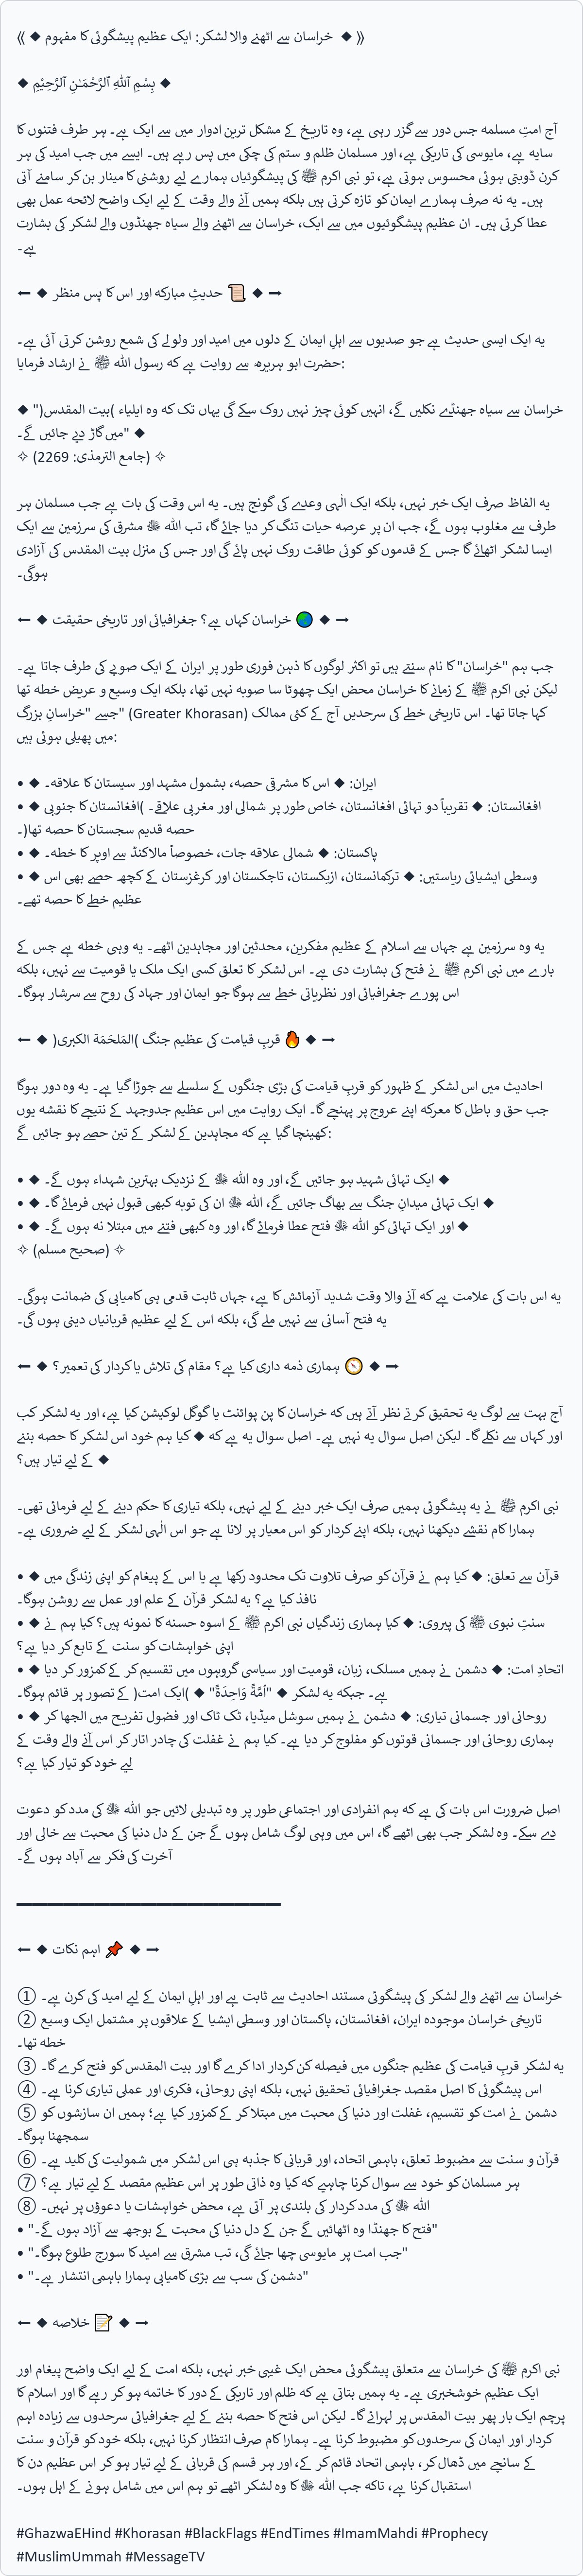 《 ◆ خراسان سے اٹھنے والا لشکر: ایک عظیم پیشگوئی کا مفہوم ◆ 》
◆ بِسْمِ ٱللَّٰهِ ٱلرَّحْمَـٰنِ ٱلرَّحِيْمِ ◆
آج امتِ مسلمہ جس دور سے گزر رہی ہے، وہ تاریخ کے مشکل ترین ادوار میں سے ایک ہے۔ ہر طرف فتنوں کا
سایہ ہے، مایوسی کی تاریکی ہے، اور مسلمان ظلم و ستم کی چکی میں پس رہے ہیں۔ ایسے میں جب امید کی ہر
کرن ڈوبتی ہوئی محسوس ہوتی ہے، تو نبی اکرم ﷺ کی پیشگوئیاں ہمارے لیے روشنی کا مینار بن کر سامنے آتی
ہیں۔ یہ نہ صرف ہمارے ایمان کو تازہ کرتی ہیں بلکہ ہمیں آنے والے وقت کے لیے ایک واضح لائحہ عمل بھی
عطا کرتی ہیں۔ ان عظیم پیشگوئیوں میں سے ایک، خراسان سے اٹھنے والے سیاہ جھنڈوں والے لشکر کی بشارت
ہے۔
← ◆ حدیثِ مبارکہ اور اس کا پس منظر 📜 ◆ →
یہ ایک ایسی حدیث ہے جو صدیوں سے اہلِ ایمان کے دلوں میں امید اور ولولے کی شمع روشن کرتی آئی ہے۔
حضرت ابو ہریرہ سے روایت ہے کہ رسول اللہ ﷺ نے ارشاد فرمایا:
◆ "خراسان سے سیاہ جھنڈے نکلیں گے، انہیں کوئی چیز نہیں روک سکے گی یہاں تک کہ وہ ایلیاء (بیت المقدس)
میں گاڑ دیے جائیں گے۔" ◆
✧ (جامع الترمذی: 2269) ✧
یہ الفاظ صرف ایک خبر نہیں، بلکہ ایک الٰہی وعدے کی گونج ہیں۔ یہ اس وقت کی بات ہے جب مسلمان ہر
طرف سے مغلوب ہوں گے، جب ان پر عرصہ حیات تنگ کر دیا جائے گا، تب اللہ ﷻ مشرق کی سرزمین سے ایک
ایسا لشکر اٹھائے گا جس کے قدموں کو کوئی طاقت روک نہیں پائے گی اور جس کی منزل بیت المقدس کی آزادی
ہوگی۔
← ◆ خراسان کہاں ہے؟ جغرافیائی اور تاریخی حقیقت 🌏 ◆ →
جب ہم "خراسان" کا نام سنتے ہیں تو اکثر لوگوں کا ذہن فوری طور پر ایران کے ایک صوبے کی طرف جاتا ہے۔
لیکن نبی اکرم ﷺ کے زمانے کا خراسان محض ایک چھوٹا سا صوبہ نہیں تھا، بلکہ ایک وسیع و عریض خطہ تھا
جسے "خراسانِ بزرگ" (Greater Khorasan) کہا جاتا تھا۔ اس تاریخی خطے کی سرحدیں آج کے کئی ممالک
میں پھیلی ہوئی ہیں:
• ◆ ایران: ◆ اس کا مشرقی حصہ، بشمول مشہد اور سیستان کا علاقہ۔
• ◆ افغانستان: ◆ تقریباً دو تہائی افغانستان، خاص طور پر شمالی اور مغربی علاقے۔ (افغانستان کا جنوبی
حصہ قدیم سجستان کا حصہ تھا)۔
• ◆ پاکستان: ◆ شمالی علاقہ جات، خصوصاً مالاکنڈ سے اوپر کا خطہ۔
• ◆ وسطی ایشیائی ریاستیں: ◆ ترکمانستان، ازبکستان، تاجکستان اور کرغزستان کے کچھ حصے بھی اس
عظیم خطے کا حصہ تھے۔
یہ وہ سرزمین ہے جہاں سے اسلام کے عظیم مفکرین، محدثین اور مجاہدین اٹھے۔ یہ وہی خطہ ہے جس کے
بارے میں نبی اکرم ﷺ نے فتح کی بشارت دی ہے۔ اس لشکر کا تعلق کسی ایک ملک یا قومیت سے نہیں، بلکہ
اس پورے جغرافیائی اور نظریاتی خطے سے ہوگا جو ایمان اور جہاد کی روح سے سرشار ہوگا۔
← ◆ قربِ قیامت کی عظیم جنگ (المَلحَمَة الکبری) 🔥 ◆ →
احادیث میں اس لشکر کے ظہور کو قربِ قیامت کی بڑی جنگوں کے سلسلے سے جوڑا گیا ہے۔ یہ وہ دور ہوگا
جب حق و باطل کا معرکہ اپنے عروج پر پہنچے گا۔ ایک روایت میں اس عظیم جدوجہد کے نتیجے کا نقشہ یوں
کھینچا گیا ہے کہ مجاہدین کے لشکر کے تین حصے ہو جائیں گے:
• ◆ ایک تہائی شہید ہو جائیں گے، اور وہ اللہ ﷻ کے نزدیک بہترین شہداء ہوں گے۔ ◆
• ◆ ایک تہائی میدانِ جنگ سے بھاگ جائیں گے، اللہ ﷻ ان کی توبہ کبھی قبول نہیں فرمائے گا۔ ◆
• ◆ اور ایک تہائی کو اللہ ﷻ فتح عطا فرمائے گا، اور وہ کبھی فتنے میں مبتلا نہ ہوں گے۔ ◆
✧ (صحیح مسلم) ✧
یہ اس بات کی علامت ہے کہ آنے والا وقت شدید آزمائش کا ہے، جہاں ثابت قدمی ہی کامیابی کی ضمانت ہوگی۔
یہ فتح آسانی سے نہیں ملے گی، بلکہ اس کے لیے عظیم قربانیاں دینی ہوں گی۔
← ◆ ہماری ذمہ داری کیا ہے؟ مقام کی تلاش یا کردار کی تعمیر؟ 🧭 ◆ →
آج بہت سے لوگ یہ تحقیق کرتے نظر آتے ہیں کہ خراسان کا پن پوائنٹ یا گوگل لوکیشن کیا ہے، اور یہ لشکر کب
اور کہاں سے نکلے گا۔ لیکن اصل سوال یہ نہیں ہے۔ اصل سوال یہ ہے کہ ◆ کیا ہم خود اس لشکر کا حصہ بننے
کے لیے تیار ہیں؟ ◆
نبی اکرم ﷺ نے یہ پیشگوئی ہمیں صرف ایک خبر دینے کے لیے نہیں، بلکہ تیاری کا حکم دینے کے لیے فرمائی تھی۔
ہمارا کام نقشے دیکھنا نہیں، بلکہ اپنے کردار کو اس معیار پر لانا ہے جو اس الٰہی لشکر کے لیے ضروری ہے۔
• ◆ قرآن سے تعلق: ◆ کیا ہم نے قرآن کو صرف تلاوت تک محدود رکھا ہے یا اس کے پیغام کو اپنی زندگی میں
نافذ کیا ہے؟ یہ لشکر قرآن کے علم اور عمل سے روشن ہوگا۔
• ◆ سنتِ نبوی ﷺ کی پیروی: ◆ کیا ہماری زندگیاں نبی اکرم ﷺ کے اسوہ حسنہ کا نمونہ ہیں؟ کیا ہم نے
اپنی خواہشات کو سنت کے تابع کر دیا ہے؟
• ◆ اتحادِ امت: ◆ دشمن نے ہمیں مسلک، زبان، قومیت اور سیاسی گروہوں میں تقسیم کر کے کمزور کر دیا
ہے۔ جبکہ یہ لشکر ◆ "اُمَّةً وَاحِدَةً" ◆ (ایک امت) کے تصور پر قائم ہوگا۔
• ◆ روحانی اور جسمانی تیاری: ◆ دشمن نے ہمیں سوشل میڈیا، ٹک ٹاک اور فضول تفریح میں الجھا کر
ہماری روحانی اور جسمانی قوتوں کو مفلوج کر دیا ہے۔ کیا ہم نے غفلت کی چادر اتار کر اس آنے والے وقت کے
لیے خود کو تیار کیا ہے؟
اصل ضرورت اس بات کی ہے کہ ہم انفرادی اور اجتماعی طور پر وہ تبدیلی لائیں جو اللہ ﷻ کی مدد کو دعوت
دے سکے۔ وہ لشکر جب بھی اٹھے گا، اس میں وہی لوگ شامل ہوں گے جن کے دل دنیا کی محبت سے خالی اور
آخرت کی فکر سے آباد ہوں گے۔
← ◆ اہم نکات 📌 ◆ →
① خراسان سے اٹھنے والے لشکر کی پیشگوئی مستند احادیث سے ثابت ہے اور اہلِ ایمان کے لیے امید کی کرن ہے۔
② تاریخی خراسان موجودہ ایران، افغانستان، پاکستان اور وسطی ایشیا کے علاقوں پر مشتمل ایک وسیع
خطہ تھا۔
③ یہ لشکر قربِ قیامت کی عظیم جنگوں میں فیصلہ کن کردار ادا کرے گا اور بیت المقدس کو فتح کرے گا۔
④ اس پیشگوئی کا اصل مقصد جغرافیائی تحقیق نہیں، بلکہ اپنی روحانی، فکری اور عملی تیاری کرنا ہے۔
⑤ دشمن نے امت کو تقسیم، غفلت اور دنیا کی محبت میں مبتلا کر کے کمزور کیا ہے؛ ہمیں ان سازشوں کو
سمجھنا ہوگا۔
⑥ قرآن و سنت سے مضبوط تعلق، باہمی اتحاد، اور قربانی کا جذبہ ہی اس لشکر میں شمولیت کی کلید ہے۔
⑦ ہر مسلمان کو خود سے سوال کرنا چاہیے کہ کیا وہ ذاتی طور پر اس عظیم مقصد کے لیے تیار ہے؟
⑧ اللہ ﷻ کی مدد کردار کی بلندی پر آتی ہے، محض خواہشات یا دعوؤں پر نہیں۔
• "فتح کا جھنڈا وہ اٹھائیں گے جن کے دل دنیا کی محبت کے بوجھ سے آزاد ہوں گے۔"
• "جب امت پر مایوسی چھا جائے گی، تب مشرق سے امید کا سورج طلوع ہوگا۔"
• "دشمن کی سب سے بڑی کامیابی ہمارا باہمی انتشار ہے۔"
← ◆ خلاصہ 📝 ◆ →
نبی اکرم ﷺ کی خراسان سے متعلق پیشگوئی محض ایک غیبی خبر نہیں، بلکہ امت کے لیے ایک واضح پیغام اور
ایک عظیم خوشخبری ہے۔ یہ ہمیں بتاتی ہے کہ ظلم اور تاریکی کے دور کا خاتمہ ہو کر رہے گا اور اسلام کا
پرچم ایک بار پھر بیت المقدس پر لہرائے گا۔ لیکن اس فتح کا حصہ بننے کے لیے جغرافیائی سرحدوں سے زیادہ اہم
کردار اور ایمان کی سرحدوں کو مضبوط کرنا ہے۔ ہمارا کام صرف انتظار کرنا نہیں، بلکہ خود کو قرآن و سنت
کے سانچے میں ڈھال کر، باہمی اتحاد قائم کر کے، اور ہر قسم کی قربانی کے لیے تیار ہو کر اس عظیم دن کا
استقبال کرنا ہے، تاکہ جب اللہ ﷻ کا وہ لشکر اٹھے تو ہم اس میں شامل ہونے کے اہل ہوں۔
#GhazwaEHind #Khorasan #BlackFlags #EndTimes #ImamMahdi #Prophecy
#MuslimUmmah #MessageTV